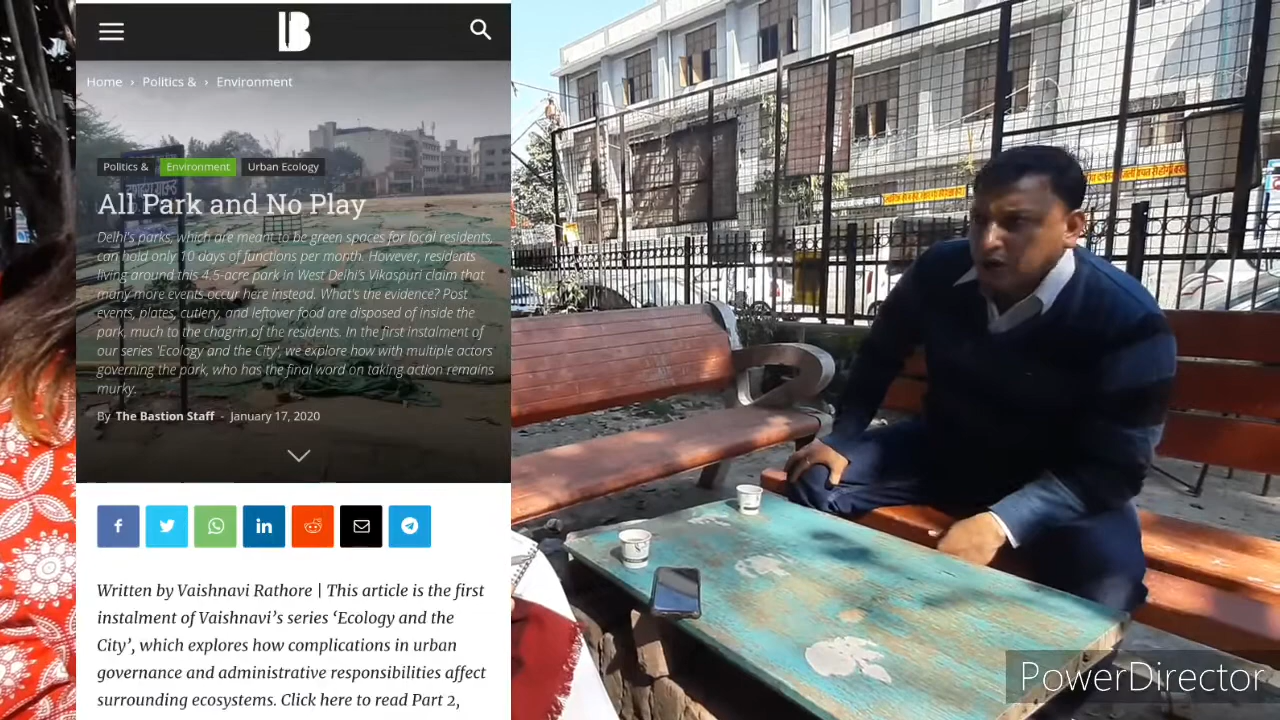 B
Home › Politics & › Environment
Politics & Environment Urban Ecology
All Park and No Play
Delhi's parks, which are meant to be green spaces for local residents,
can hold only 10 days of functions per month. However, residents
living around this 4.5-acre park in West Delhi's Vikaspuri claim that
many more events occur here instead. What's the evidence? Post
events, plates, cutlery, and leftover food are disposed of inside the
park, much to the chagrin of the residents. In the first instalment of
our series 'Ecology and the City', we explore how with multiple actors
governing the park, who has the final word on taking action remains
murky.
By The Bastion Staff - January 17, 2020
Written by Vaishnavi Rathore | This article is the first
instalment of Vaishnavi’s series ‘Ecology and the
City’, which explores how complications in urban
governance and administrative responsibilities affect
surrounding ecosystems. Click here to read Part 2,
PowerDirector